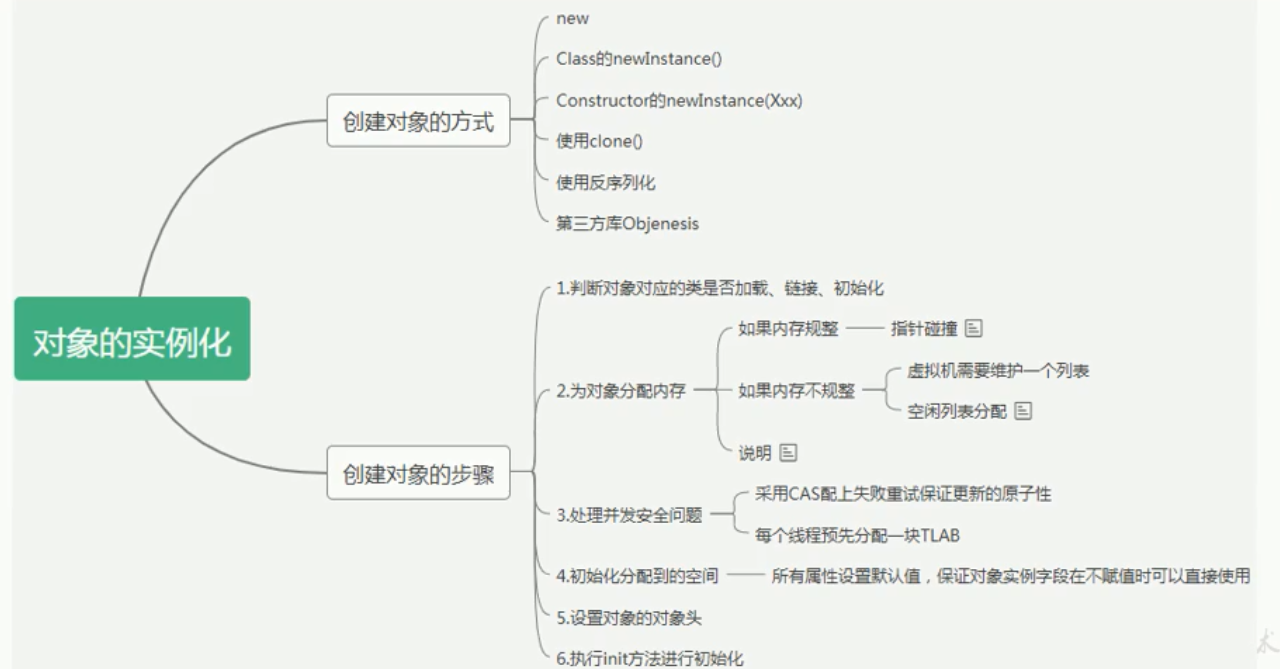 对象的实例化
创建对象的方式
new
Class的newInstance()
Constructor的newInstance(Xxx)
使用clone()
使用反序列化
第三方库Objenesis
创建对象的步骤
1.判断对象对应的类是否加载、链接、初始化
2.为对象分配内存
如果内存规整
指针碰撞
如果内存不规整
虚拟机需要维护一个列表
空闲列表分配
说明
3.处理并发安全问题
采用CAS配上失败重试保证更新的原子性
每个线程预先分配一块TLAB
4.初始化分配到的空间
所有属性设置默认值，保证对象实例字段在不赋值时可以直接使用
5.设置对象的对象头
6.执行init方法进行初始化
术